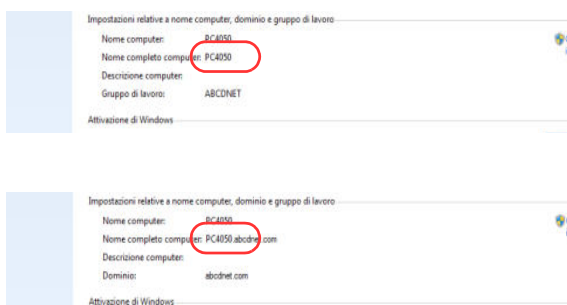 Impostazioni relative a nome computer, dominio e gruppo di lavoro
Nome computer: PC4050
Nome completo computer: PC4050
Descrizione computer:
Gruppo di lavoro: ABCDNET
Attivazione di Windows
Impostazioni relative a nome computer, dominio e gruppo di lavoro
Nome computer: PC4050
Nome completo computer: PC4050.abcdnet.com
Descrizione computer:
Dominio: abcdnet.com
Attivazione di Windows